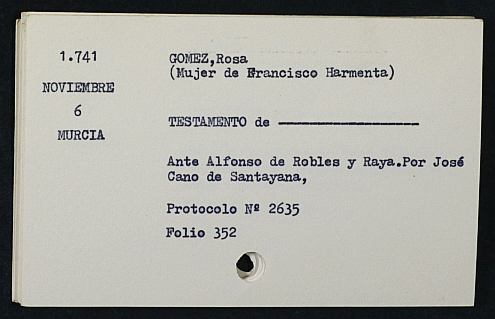 1.741
NOVIEMBRE
6
MURCIA
GOMEZ,Rosa
(Mujer de Francisco Harmenta)
TESTAMENTO de ————————
Ante Alfonso de Robles y Raya.Por José
Cano de Santayana,
Protocolo Nº 2635
Folio 352